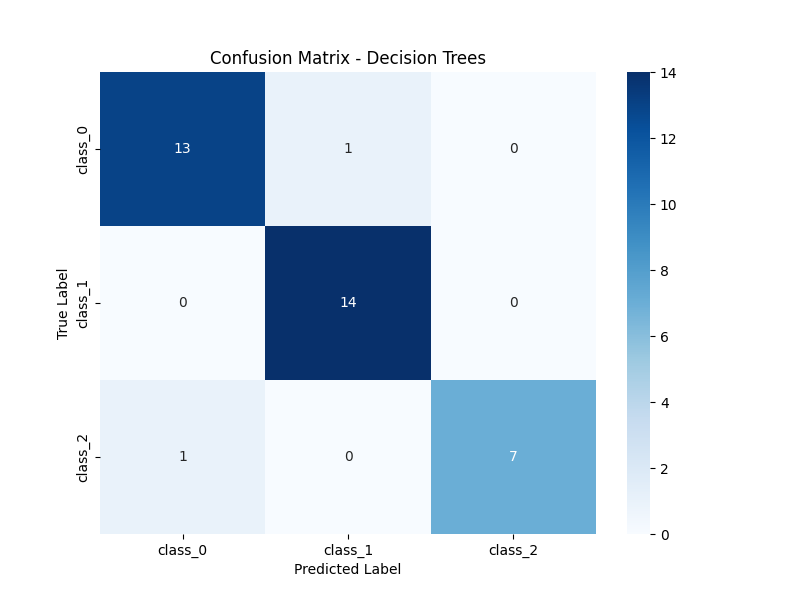 Confusion Matrix - Decision Trees
True Label
class_0
13 1 0
class_1
0 14 0
class_2
1 0 7
class_0 class_1 class_2
Predicted Label
14
12
10
8
6
4
2
0